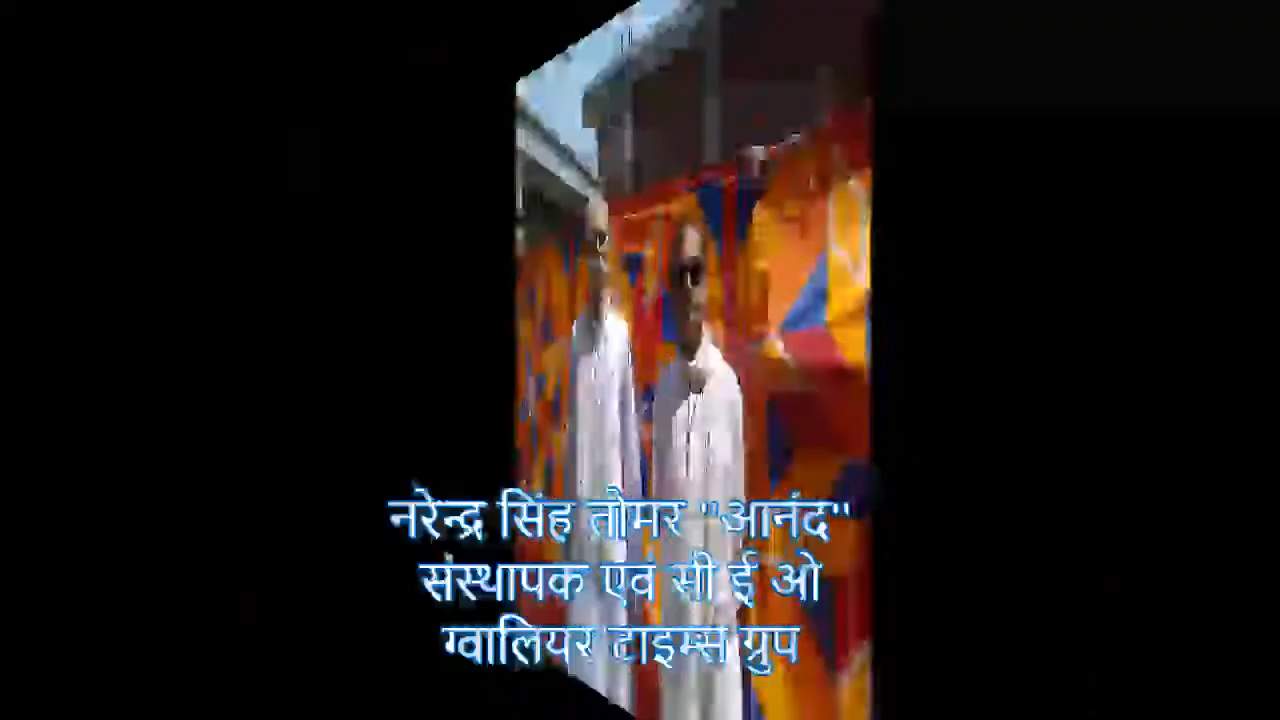 नरेन्द्र सिंह तोमर "आनंद"
संस्थापक एवं सी ई ओ
ग्वालियर टाइम्स ग्रुप